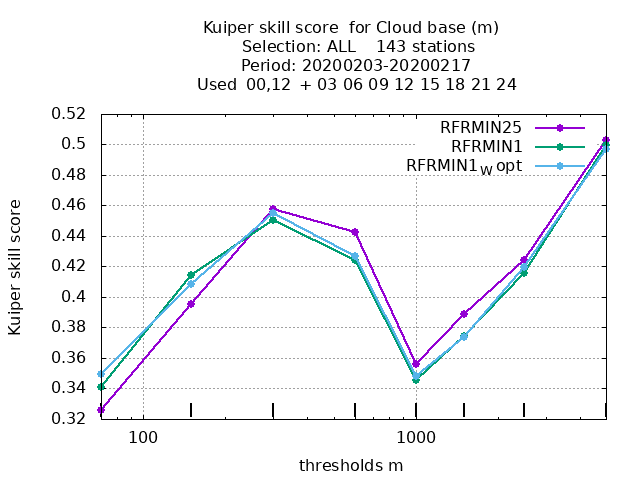 Kuiper skill score for Cloud base (m)
Selection: ALL 143 stations
Period: 20200203-20200217
Used 00,12 + 03 06 09 12 15 18 21 24
RFRMIN25
RFRMIN1
RFRMIN1W opt
Kuiper skill score
0.52
0.5
0.48
0.46
0.44
0.42
0.4
0.38
0.36
0.34
0.32
100
1000
thresholds m